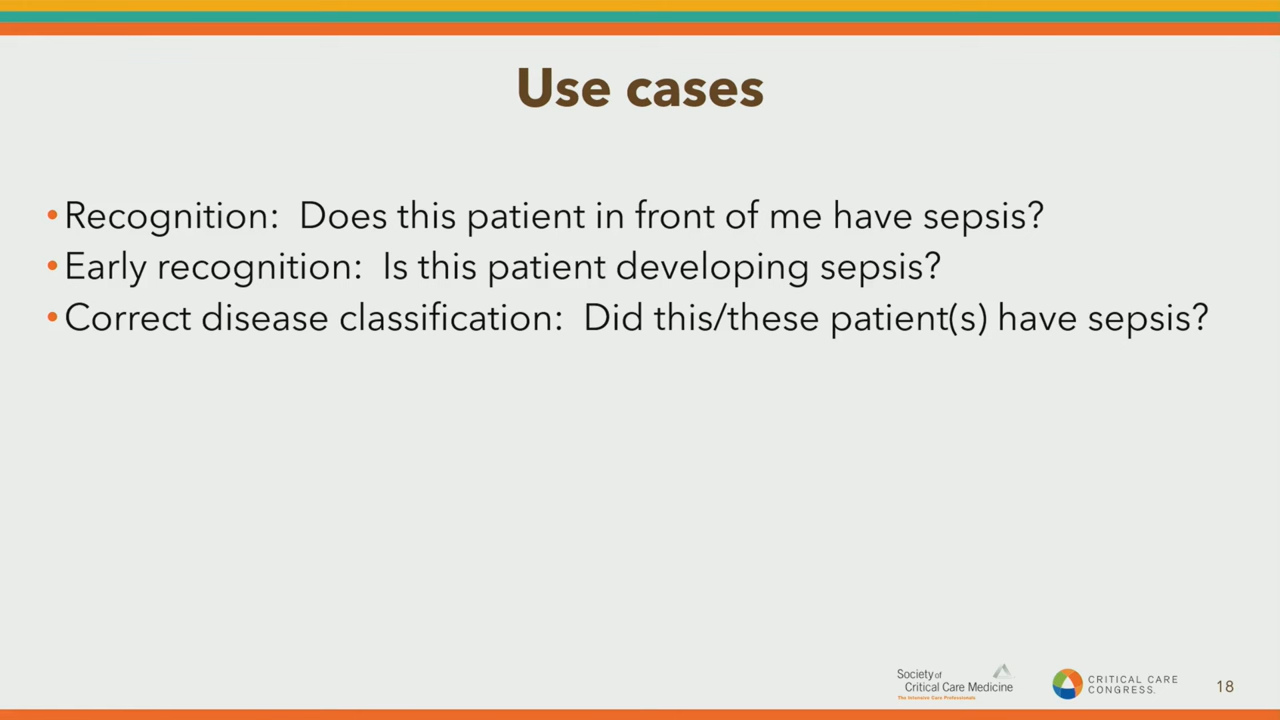 Use cases
•Recognition:  Does this patient in front of me have sepsis?
•Early recognition:  Is this patient developing sepsis?
•Correct disease classification:  Did this/these patient(s) have sepsis?
Society of
Critical Care Medicine
The Intensive Care Professionals
CRITICAL CARE
CONGRESS.
18